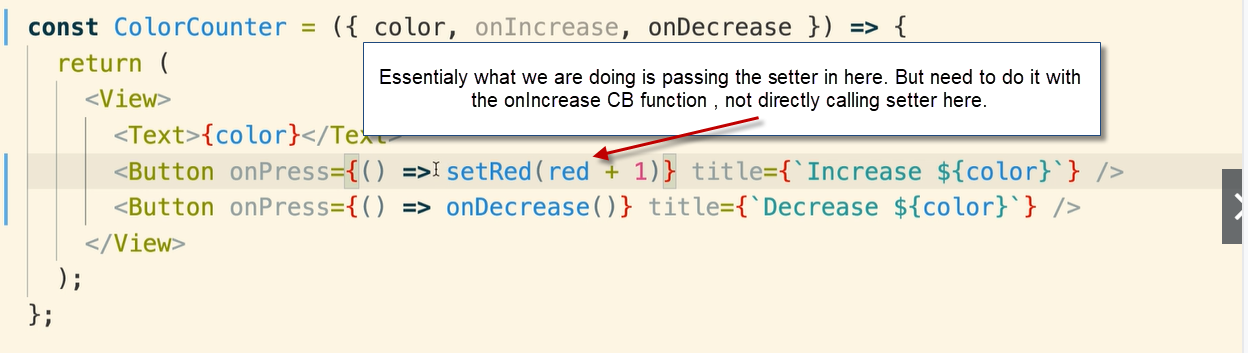 const ColorCounter = ({ color, onIncrease, onDecrease }) => {
return (
Essentialy what we are doing is passing the setter in here. But need to do it with
the onIncrease CB function , not directly calling setter here.
<View>
<Text>{color}</Text>
<Button onPress={() => setRed(red + 1)} title={`Increase ${color}`} />
<Button onPress={() => onDecrease()} title={`Decrease ${color}`} />
</View>
);
};